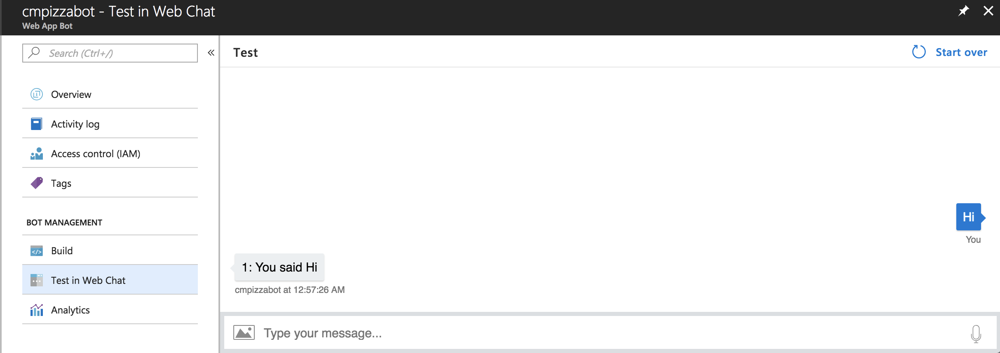 cmpizzabot - Test in Web Chat
Web App Bot
Search (Ctrl+/)
«
Overview
Activity log
Access control (IAM)
Tags
BOT MANAGEMENT
</>
Build
Test in Web Chat
Analytics
Test
Start over
Hi
You
1: You said Hi
cmpizzabot at 12:57:26 AM
Type your message...